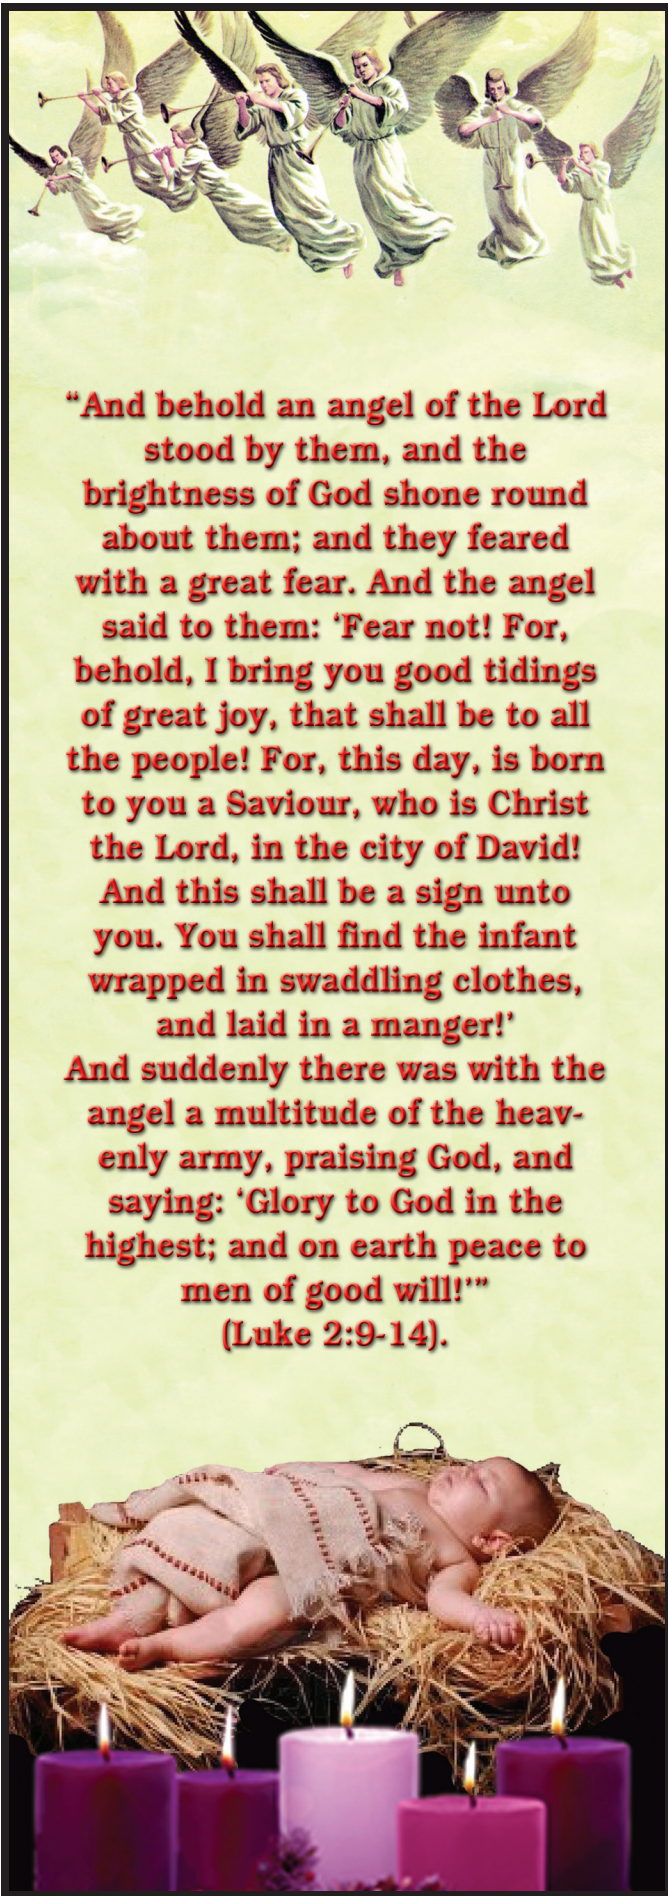 “And behold an angel of the Lord
stood by them, and the
brightness of God shone round
about them; and they feared
with a great fear. And the angel
said to them: ‘Fear not! For,
behold, I bring you good tidings
of great joy, that shall be to all
the people! For, this day, is born
to you a Saviour, who is Christ
the Lord, in the city of David!
And this shall be a sign unto
you. You shall find the infant
wrapped in swaddling clothes,
and laid in a manger!’
And suddenly there was with the
angel a multitude of the heav-
enly army, praising God, and
saying: ‘Glory to God in the
highest; and on earth peace to
men of good will!’”
(Luke 2:9-14).